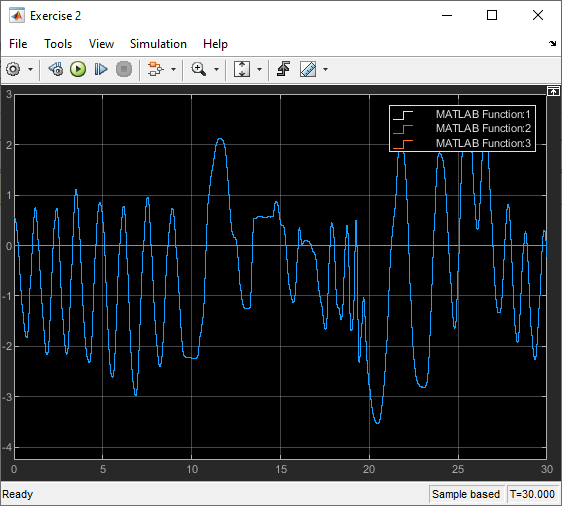 Exercise 2
File Tools View Simulation Help
MATLAB Function:1
MATLAB Function:2
MATLAB Function:3
3
2
1
0
-1
-2
-3
-4
0 5 10 15 20 25 30
Ready Sample based T=30.000